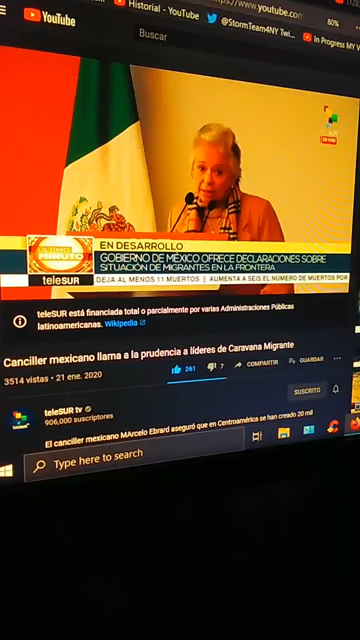 Historial - YouTube
https://www.youtube.com
@StormTeam4NY Twi...
80%
In Progress MY
YouTube
Buscar
EN VIVO
ÚLTIMO
MINUTO
EN DESARROLLO
GOBIERNO DE MÉXICO OFRECE DECLARACIONES SOBRE
SITUACIÓN DE MIGRANTES EN LA FRONTERA
teleSUR
DEJA AL MENOS 11 MUERTOS || AUMENTA A SEIS EL NÚMERO DE MUERTOS POR
teleSUR está financiada total o parcialmente por varias Administraciones Públicas
latinoamericanas. Wikipedia
Canciller mexicano llama a la prudencia a líderes de Caravana Migrante
3514 vistas • 21 ene. 2020
261
7
COMPARTIR
GUARDAR
teleSUR tv
906,000 suscriptores
SUSCRITO
El canciller mexicano MArcelo Ebrard aseguró que en Centroamérica se han creado 20 mil
Type here to search